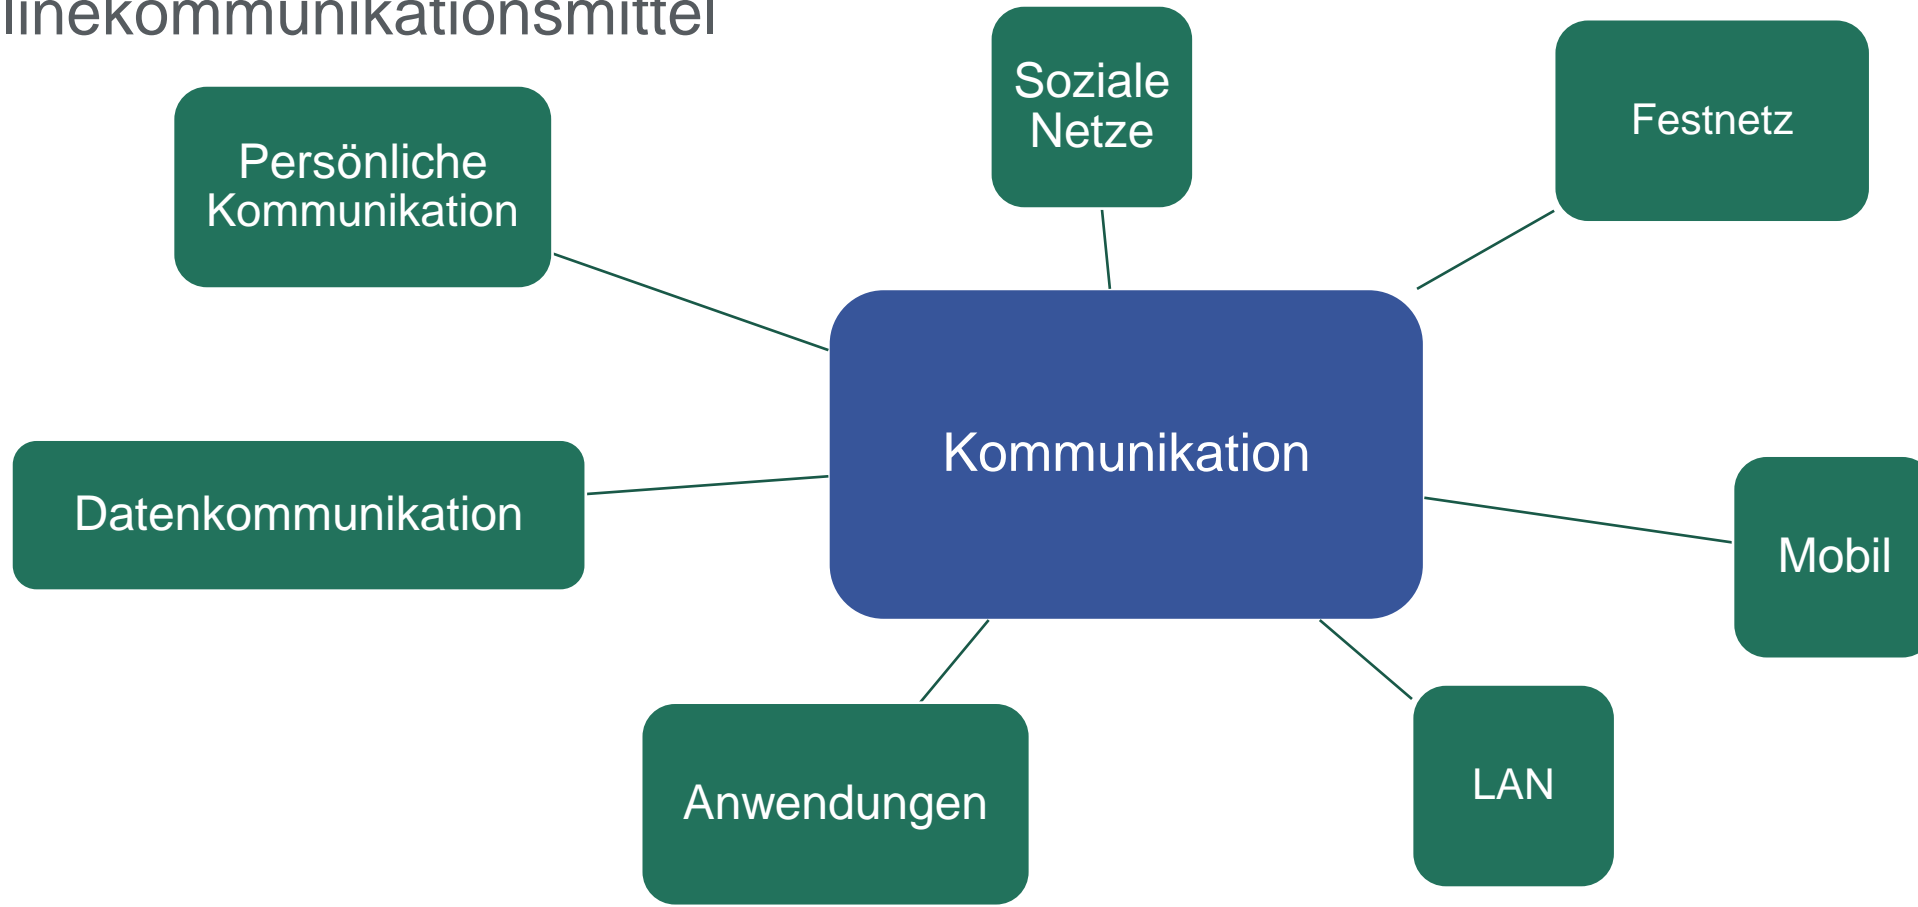 linekommunikationsmittel
Soziale
Netze
Festnetz
Persönliche
Kommunikation
Kommunikation
Datenkommunikation
Mobil
Anwendungen
LAN